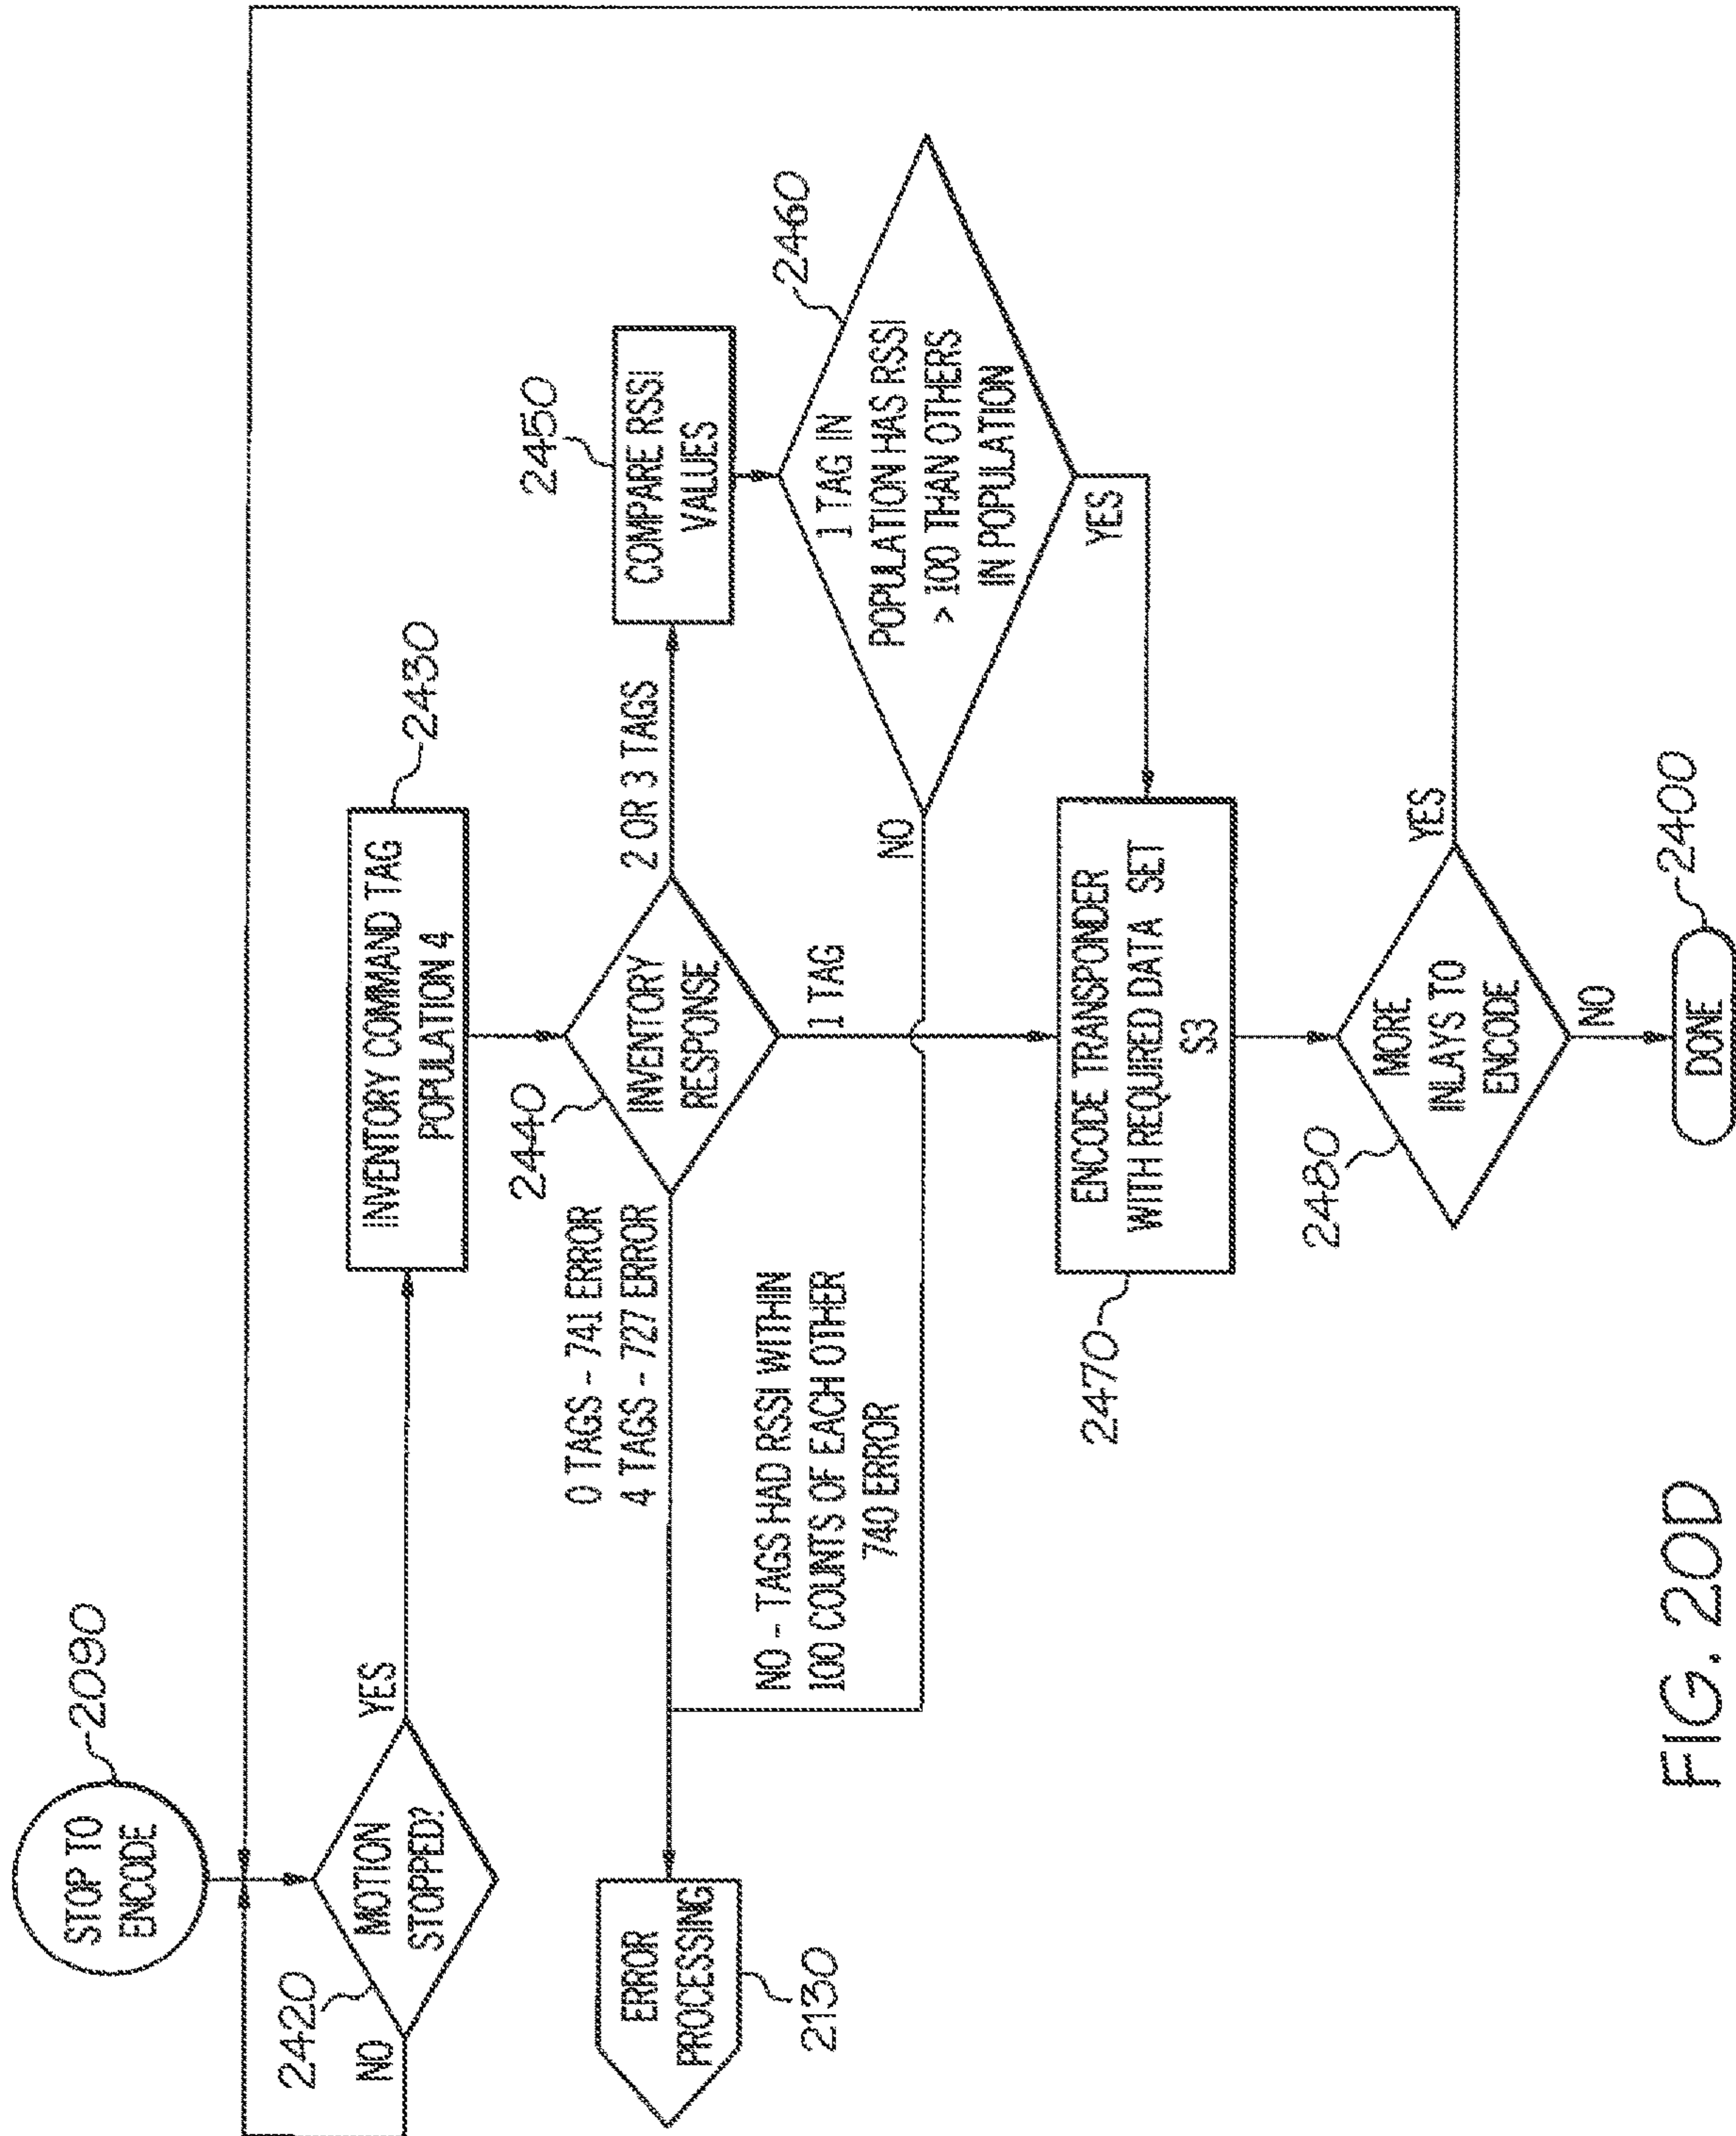 STOP TO
ENCODE
2090
2420
MOTION
STOPPED?
NO
YES
INVENTORY COMMAND TAG
POPULATION 4
2430
2440
INVENTORY
RESPONSE
0 TAGS - 741 ERROR
4 TAGS - 727 ERROR
2 OR 3 TAGS
1 TAG
2450
COMPARE RSSI
VALUES
2460
1 TAG IN
POPULATION HAS RSSI
> 100 THAN OTHERS
IN POPULATION
NO
YES
ERROR
PROCESSING
2130
NO - TAGS HAD RSSI WITHIN
100 COUNTS OF EACH OTHER
740 ERROR
2470
ENCODE TRANSPONDER
WITH REQUIRED DATA SET
S3
2480
MORE
INLAYS TO
ENCODE
YES
NO
DONE
2400
FIG. 20D